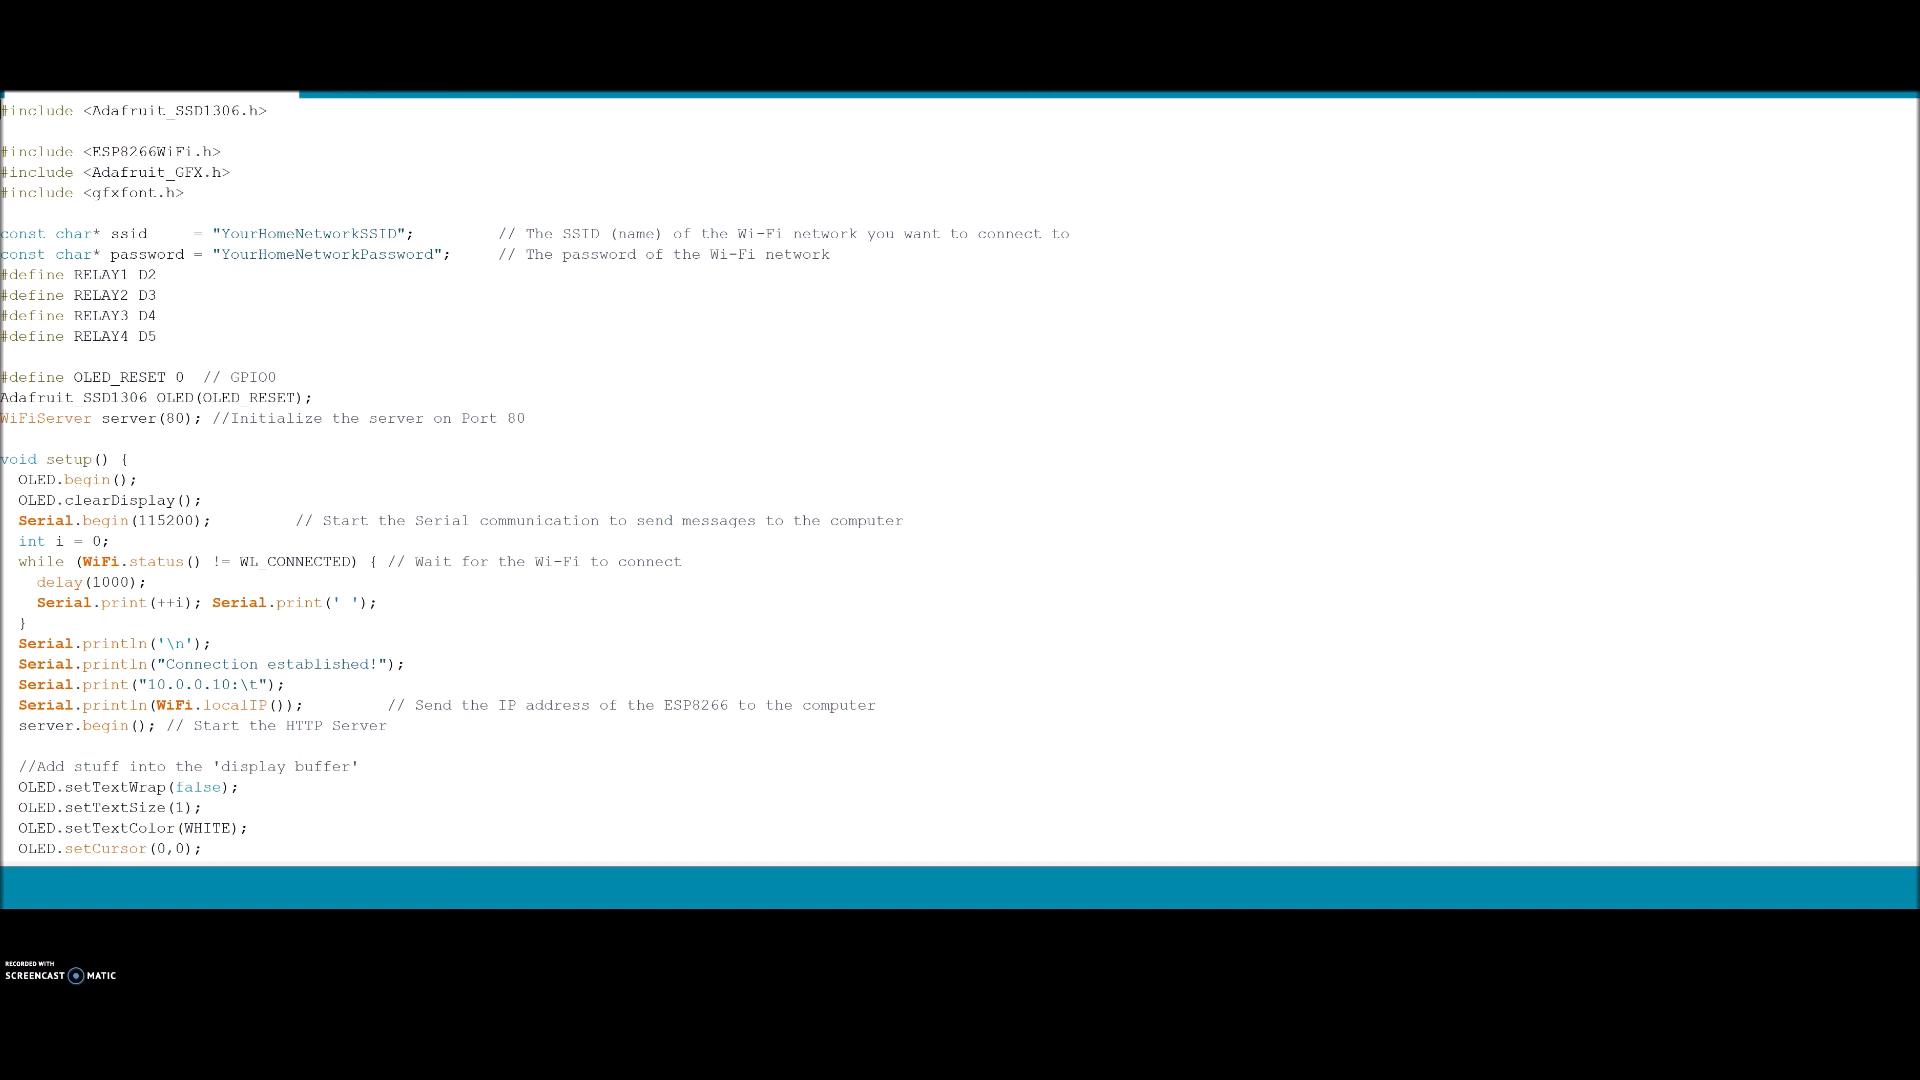 #include <Adafruit_SSD1306.h>
#include <ESP8266WiFi.h>
#include <Adafruit_GFX.h>
#include <gfxfont.h>
const char* ssid     = "YourHomeNetworkSSID";         // The SSID (name) of the Wi-Fi network you want to connect to
const char* password = "YourHomeNetworkPassword";     // The password of the Wi-Fi network
#define RELAY1 D2
#define RELAY2 D3
#define RELAY3 D4
#define RELAY4 D5
#define OLED_RESET 0  // GPIO0
Adafruit_SSD1306 OLED(OLED_RESET);
WiFiServer server(80); //Initialize the server on Port 80
void setup() {
  OLED.begin();
  OLED.clearDisplay();
  Serial.begin(115200);         // Start the Serial communication to send messages to the computer
  int i = 0;
  while (WiFi.status() != WL_CONNECTED) { // Wait for the Wi-Fi to connect
    delay(1000);
    Serial.print(++i); Serial.print(' ');
  }
  Serial.println('\n');
  Serial.println("Connection established!");
  Serial.print("10.0.0.10:\t");
  Serial.println(WiFi.localIP());         // Send the IP address of the ESP8266 to the computer
  server.begin(); // Start the HTTP Server
  //Add stuff into the 'display buffer'
  OLED.setTextWrap(false);
  OLED.setTextSize(1);
  OLED.setTextColor(WHITE);
  OLED.setCursor(0,0);
RECORDED WITH
SCREENCAST MATIC